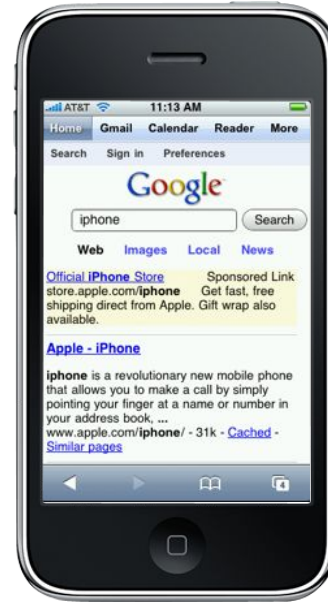 AT&T 11:13 AM
Home Gmail Calendar Reader More
Search Sign in Preferences
Google
iphone Search
Web Images Local News
Official iPhone Store Sponsored Link
store.apple.com/iphone Get fast, free
shipping direct from Apple. Gift wrap also
available.
Apple - iPhone
iphone is a revolutionary new mobile phone
that allows you to make a call by simply
pointing your finger at a name or number in
your address book, ...
www.apple.com/iphone/ - 31k - Cached -
Similar pages
4